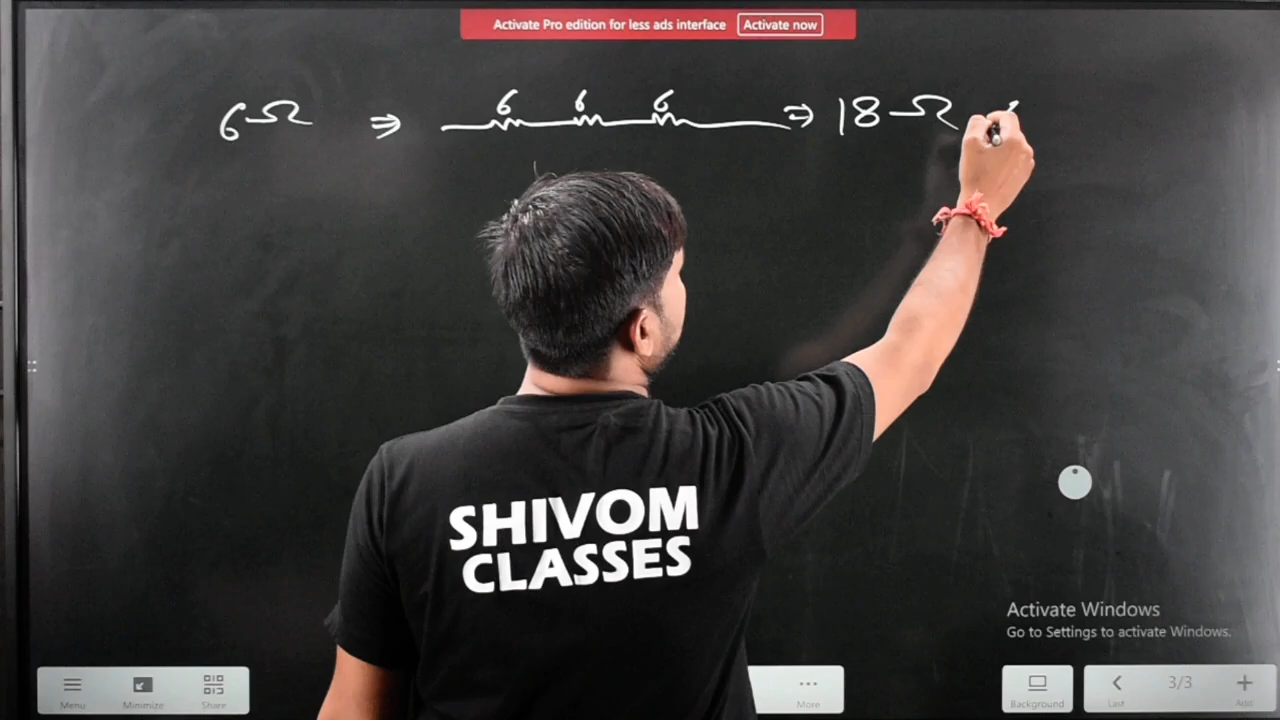 Activate Pro edition for less ads interface Activate now
6Ω ⇒ 6 6 6 ⇒ 18Ω
SHIVOM
CLASSES
Activate Windows
Go to Settings to activate Windows.
Menu Minimize Share More Background Last 3/3 Auto